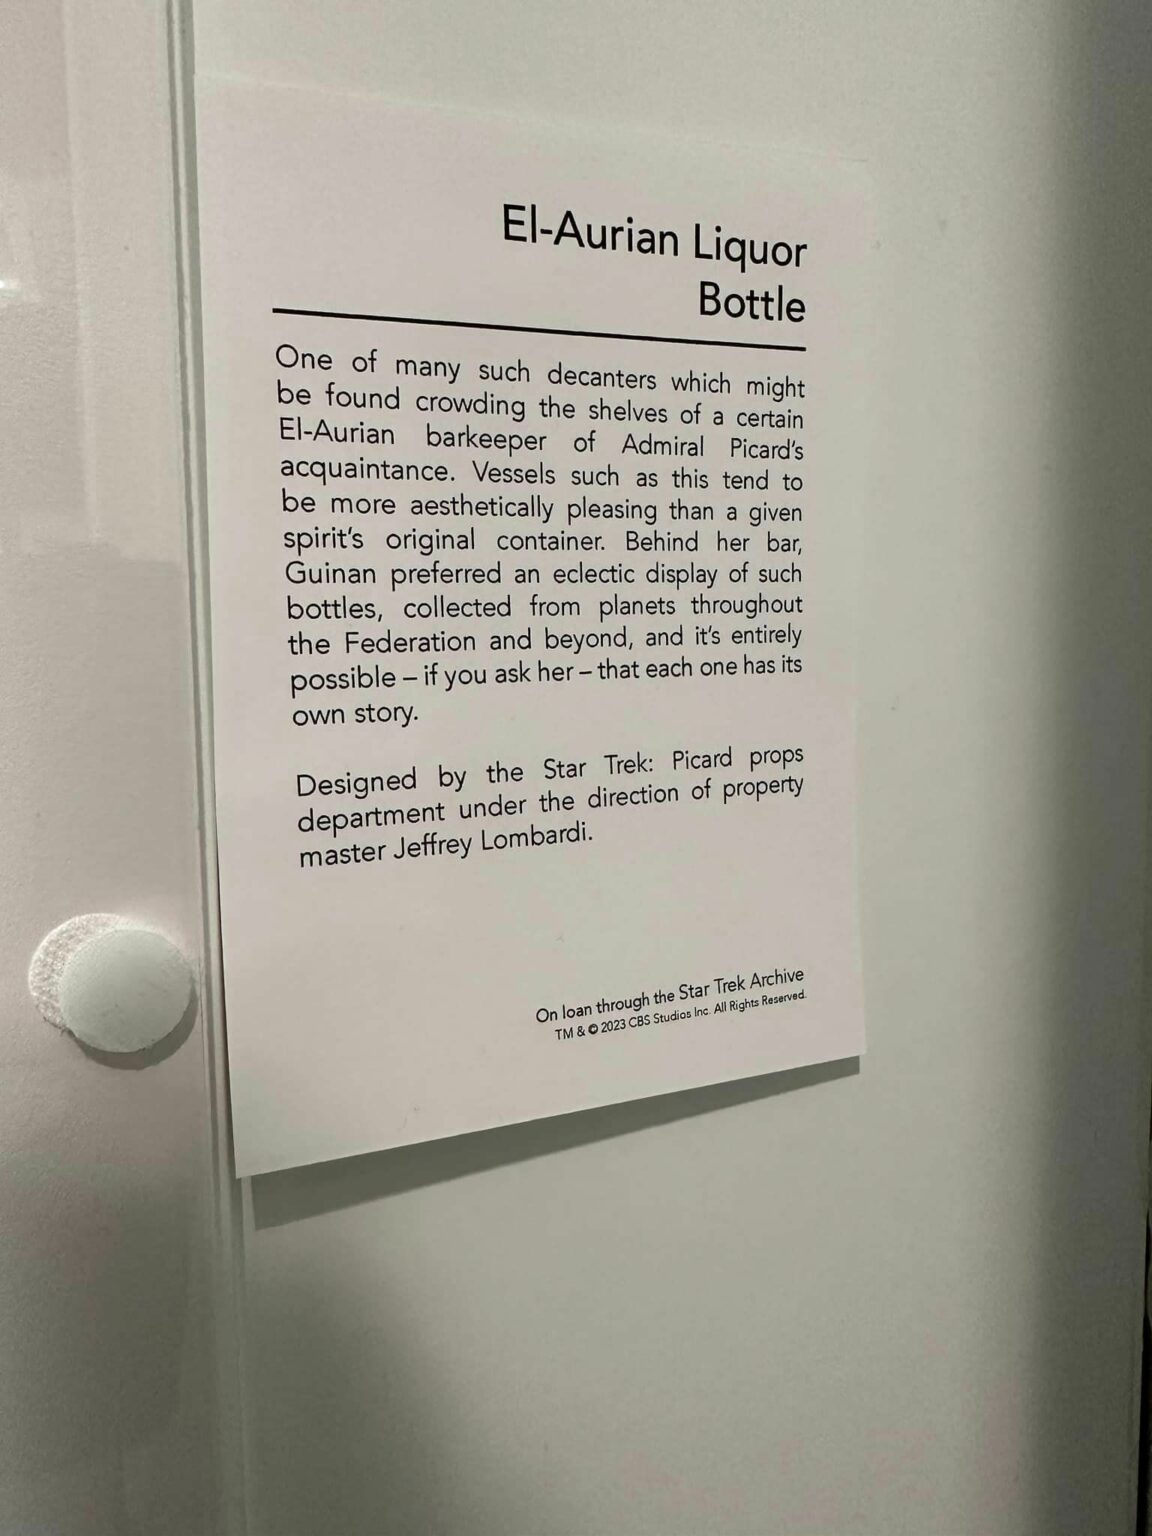 El-Aurian Liquor
Bottle
One of many such decanters which might
be found crowding the shelves of a certain
El-Aurian barkeeper of Admiral Picard's
acquaintance. Vessels such as this tend to
be more aesthetically pleasing than a given
spirit's original container. Behind her bar,
Guinan preferred an eclectic display of such
bottles, collected from planets throughout
the Federation and beyond, and it's entirely
possible – if you ask her – that each one has its
own story.
Designed by the Star Trek: Picard props
department under the direction of property
master Jeffrey Lombardi.
On loan through the Star Trek Archive
TM & © 2023 CBS Studios Inc. All Rights Reserved.